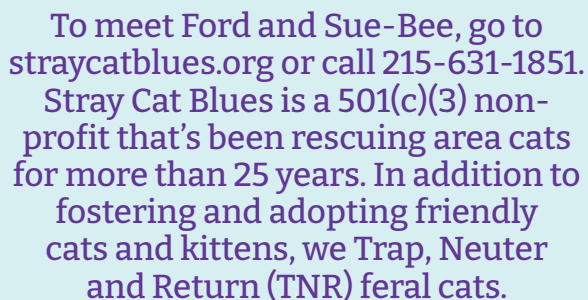 To meet Ford and Sue-Bee, go to
straycatblues.org or call 215-631-1851.
Stray Cat Blues is a 501(c)(3) non-
profit that’s been rescuing area cats
for more than 25 years. In addition to
fostering and adopting friendly
cats and kittens, we Trap, Neuter
and Return (TNR) feral cats.